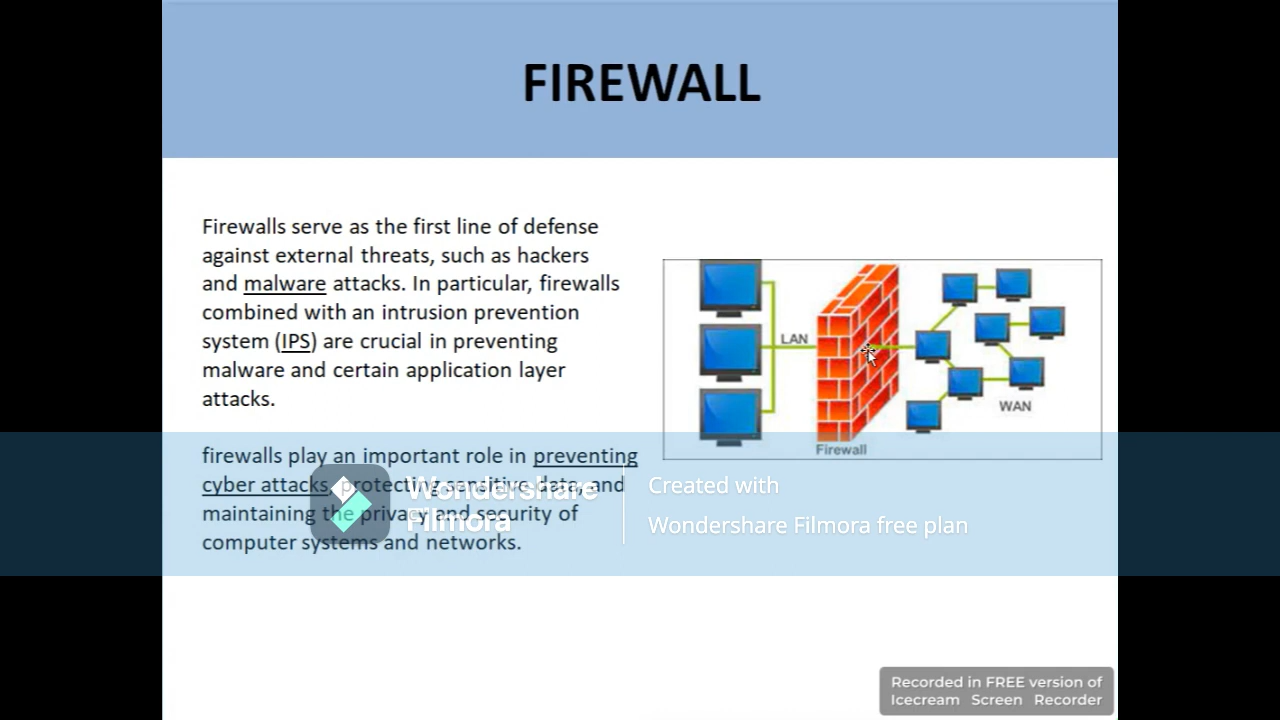 FIREWALL
Firewalls serve as the first line of defense
against external threats, such as hackers
and malware attacks. In particular, firewalls
combined with an intrusion prevention
system (IPS) are crucial in preventing
malware and certain application layer
attacks.
firewalls play an important role in preventing
cyber attacks, protecting sensitive data, and
maintaining the privacy and security of
computer systems and networks.
LAN
WAN
Firewall
Wondershare
Filmora
Created with
Wondershare Filmora free plan
Recorded in FREE version of
Icecream Screen Recorder